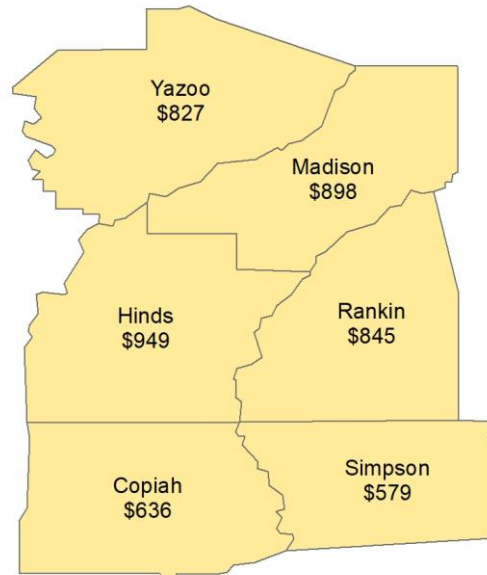 Yazoo
$827
Madison
$898
Hinds
$949
Rankin
$845
Copiah
$636
Simpson
$579